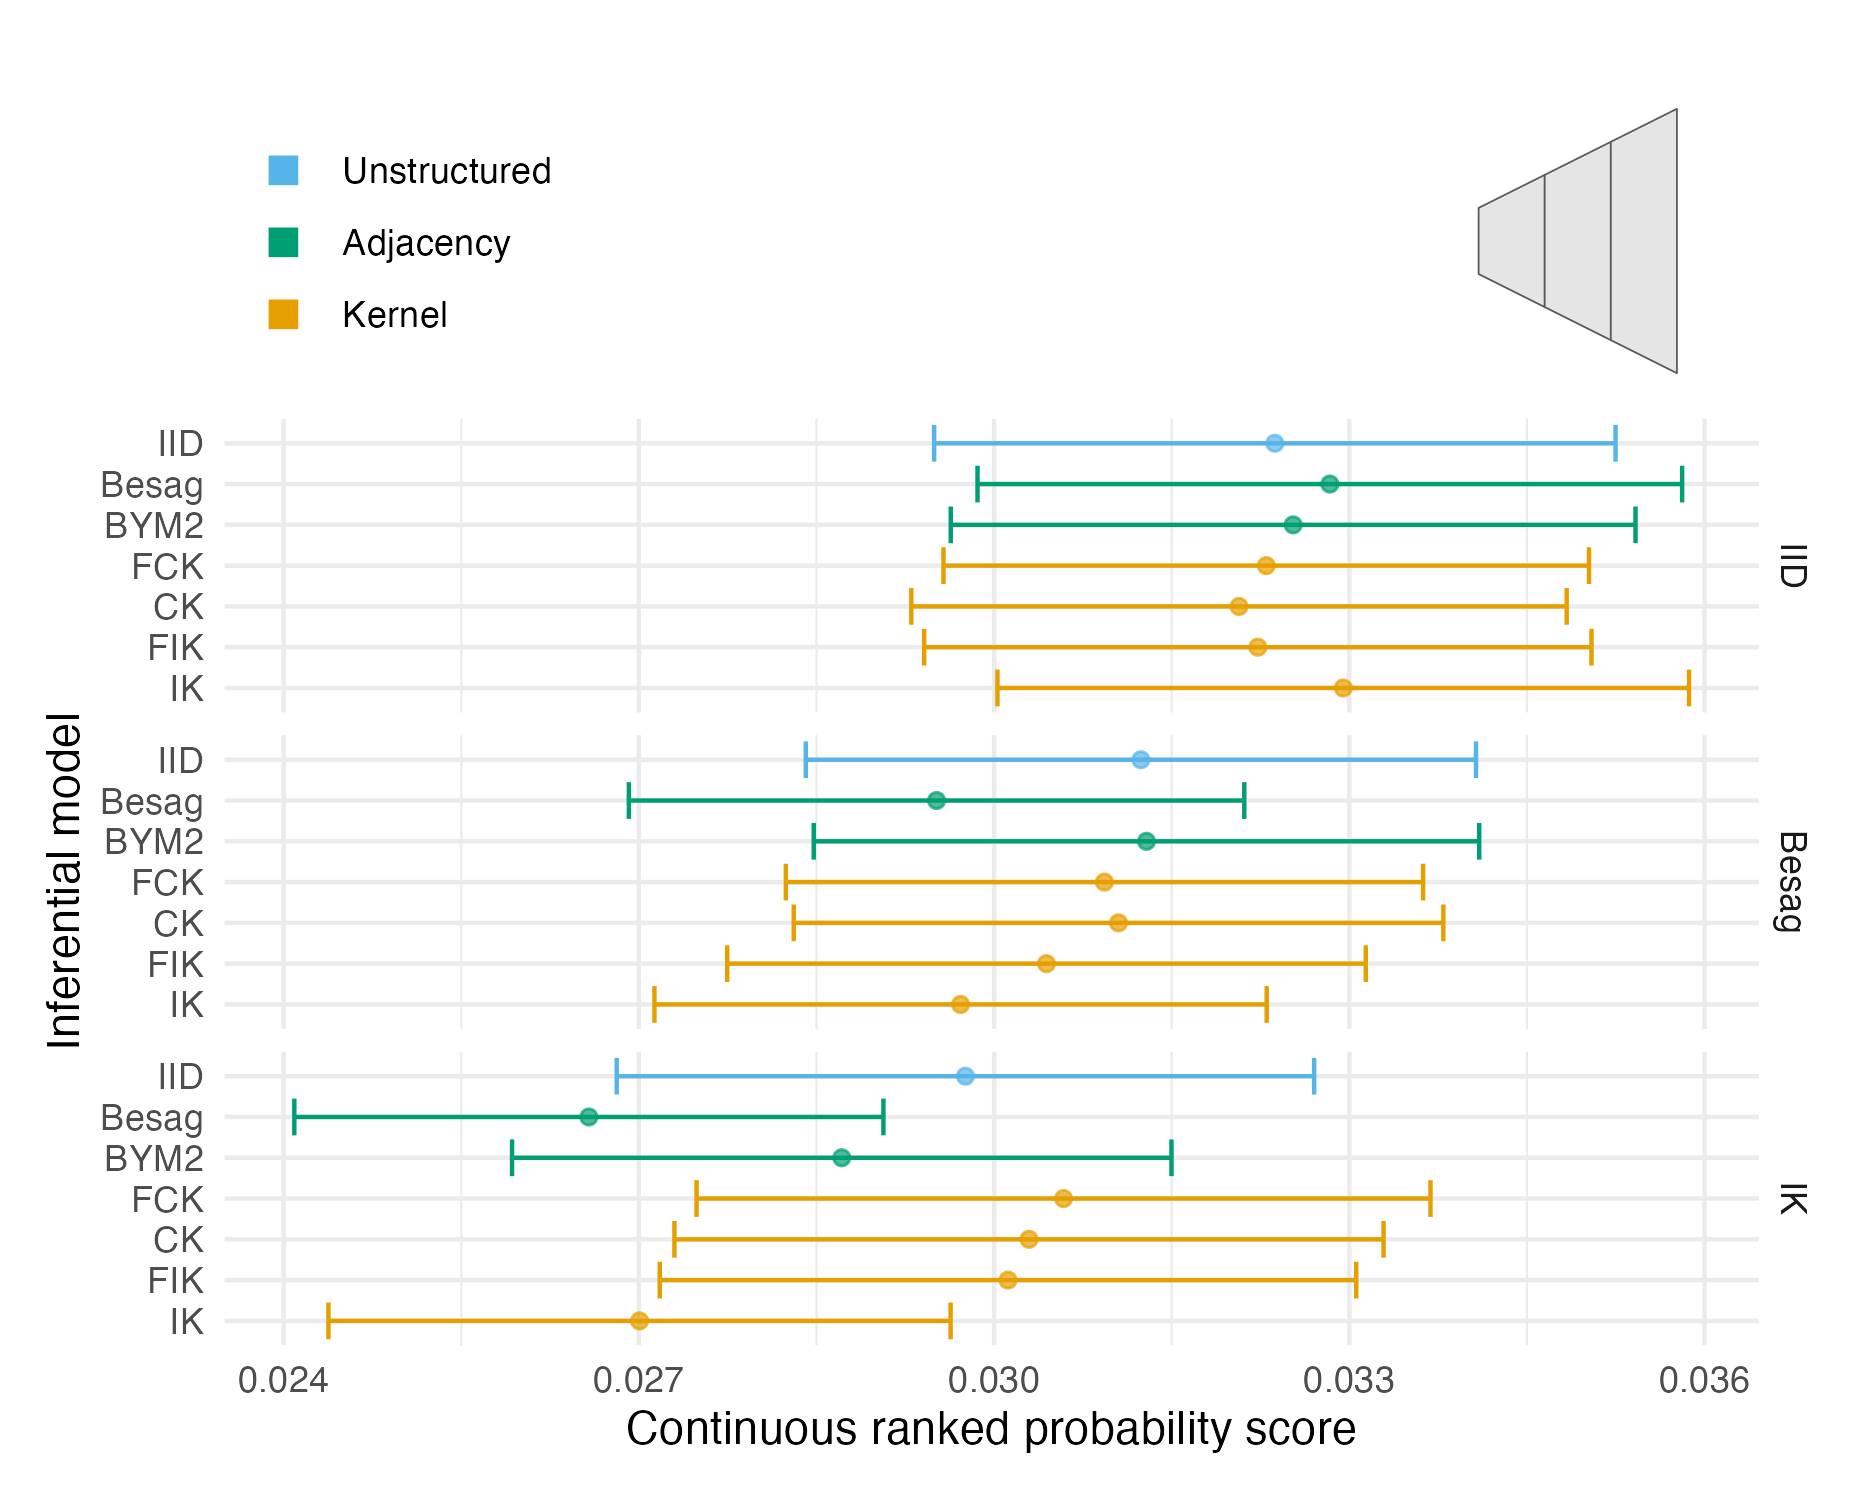 Unstructured
Adjacency
Kernel
IID
Besag
BYM2
FCK
CK
FIK
IK
IID
IID
Besag
BYM2
FCK
CK
FIK
IK
Besag
IID
Besag
BYM2
FCK
CK
FIK
IK
IK
Inferential model
0.024 0.027 0.030 0.033 0.036
Continuous ranked probability score